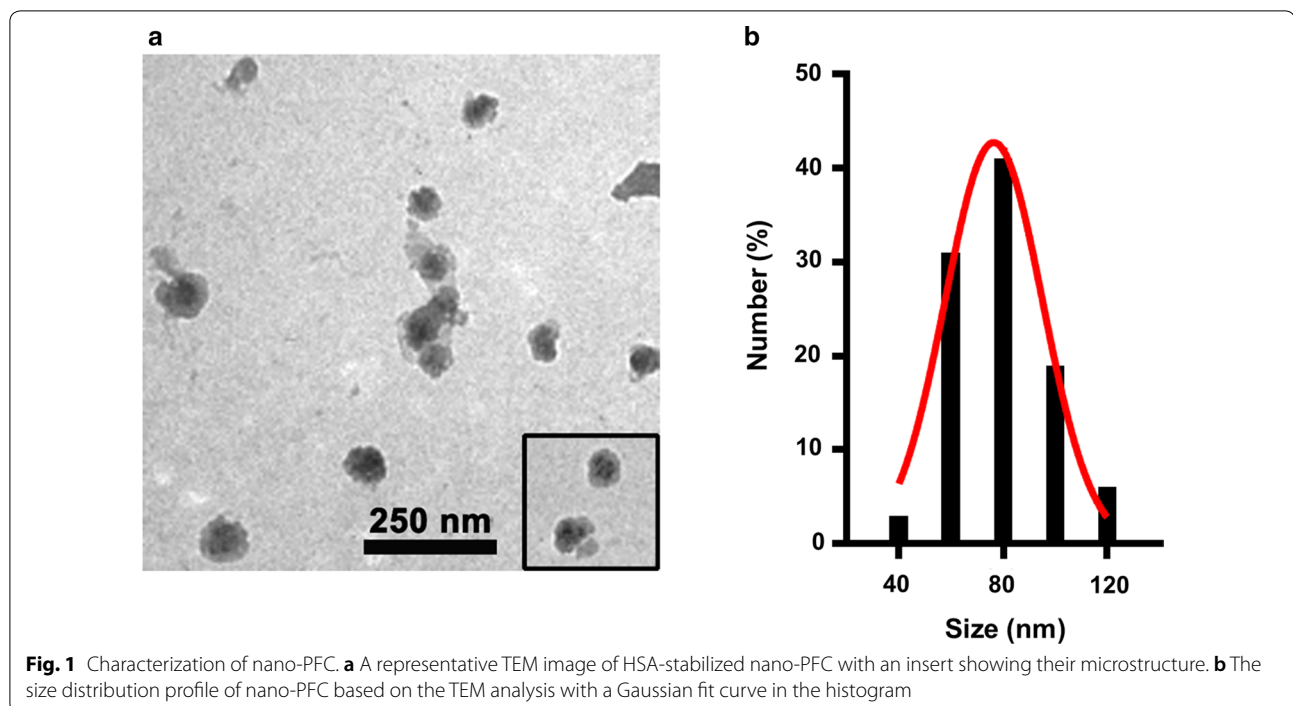 a
250 nm
b
50
40
30
20
10
0
Number (%)
40 80 120
Size (nm)
Fig. 1 Characterization of nano-PFC. a A representative TEM image of HSA-stabilized nano-PFC with an insert showing their microstructure. b The
size distribution profile of nano-PFC based on the TEM analysis with a Gaussian fit curve in the histogram